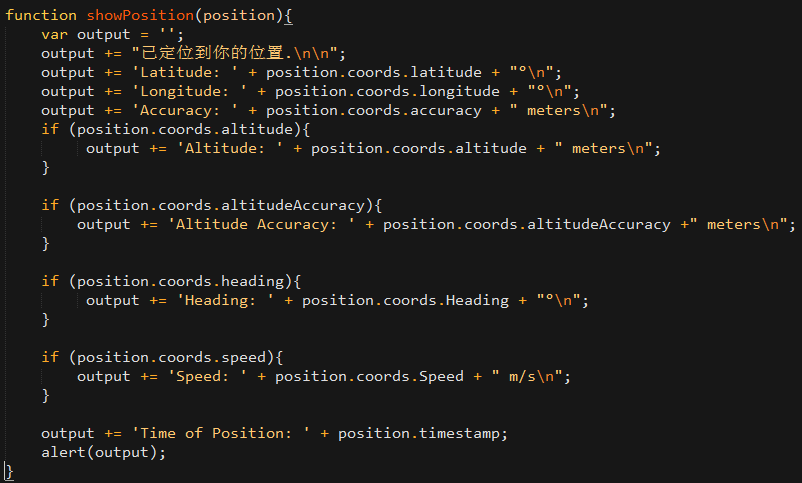 function showPosition(position){
var output = '';
output += "已定位到你的位置.\n\n";
output += 'Latitude: ' + position.coords.latitude + "°\n";
output += 'Longitude: ' + position.coords.longitude + "°\n";
output += 'Accuracy: ' + position.coords.accuracy + " meters\n";
if (position.coords.altitude){
output += 'Altitude: ' + position.coords.altitude + " meters\n";
}
if (position.coords.altitudeAccuracy){
output += 'Altitude Accuracy: ' + position.coords.altitudeAccuracy +" meters\n";
}
if (position.coords.heading){
output += 'Heading: ' + position.coords.Heading + "°\n";
}
if (position.coords.speed){
output += 'Speed: ' + position.coords.Speed + " m/s\n";
}
output += 'Time of Position: ' + position.timestamp;
alert(output);
}